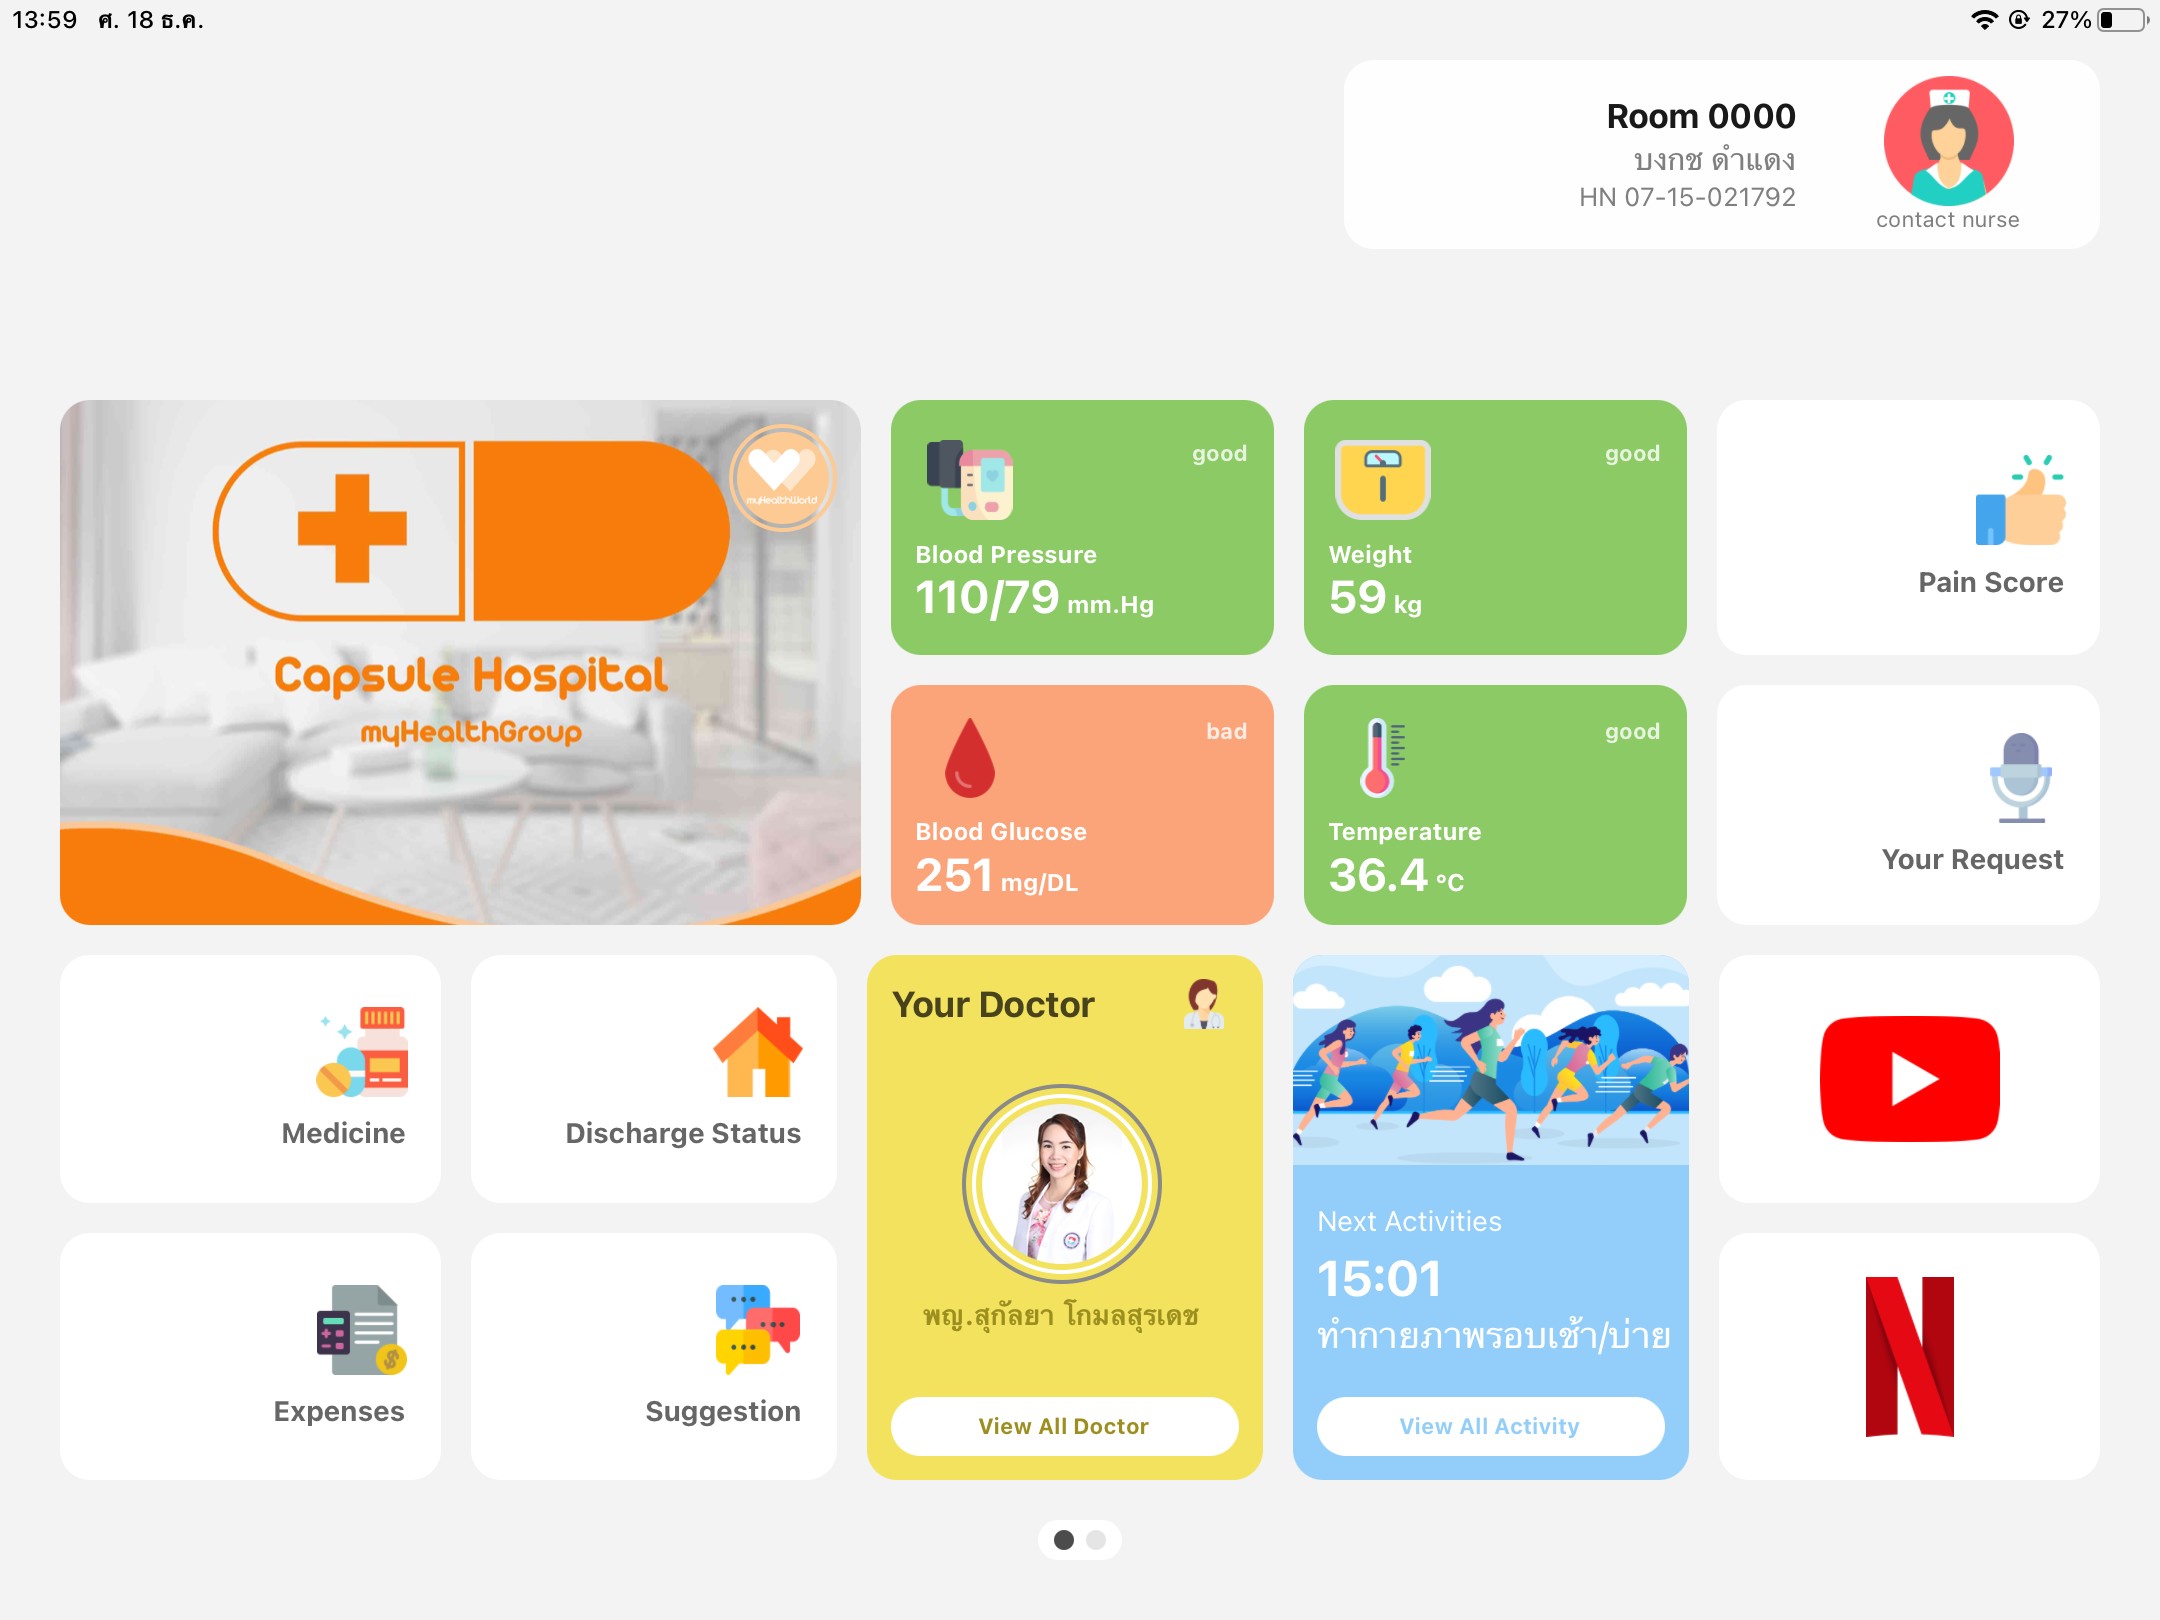 13:59 ศ. 18 ธ.ค.
27%
Room 0000
บงกช ดำแดง
HN 07-15-021792
contact nurse
myHealthWorld
Capsule Hospital
myHealthGroup
good
Blood Pressure
110/79 mm.Hg
good
Weight
59 kg
Pain Score
bad
Blood Glucose
251 mg/DL
good
Temperature
36.4 °C
Your Request
Medicine
Discharge Status
Your Doctor
พญ.สุกัลยา โกมลสุรเดช
View All Doctor
Next Activities
15:01
ทำกายภาพรอบเช้า/บ่าย
View All Activity
Expenses
Suggestion
N